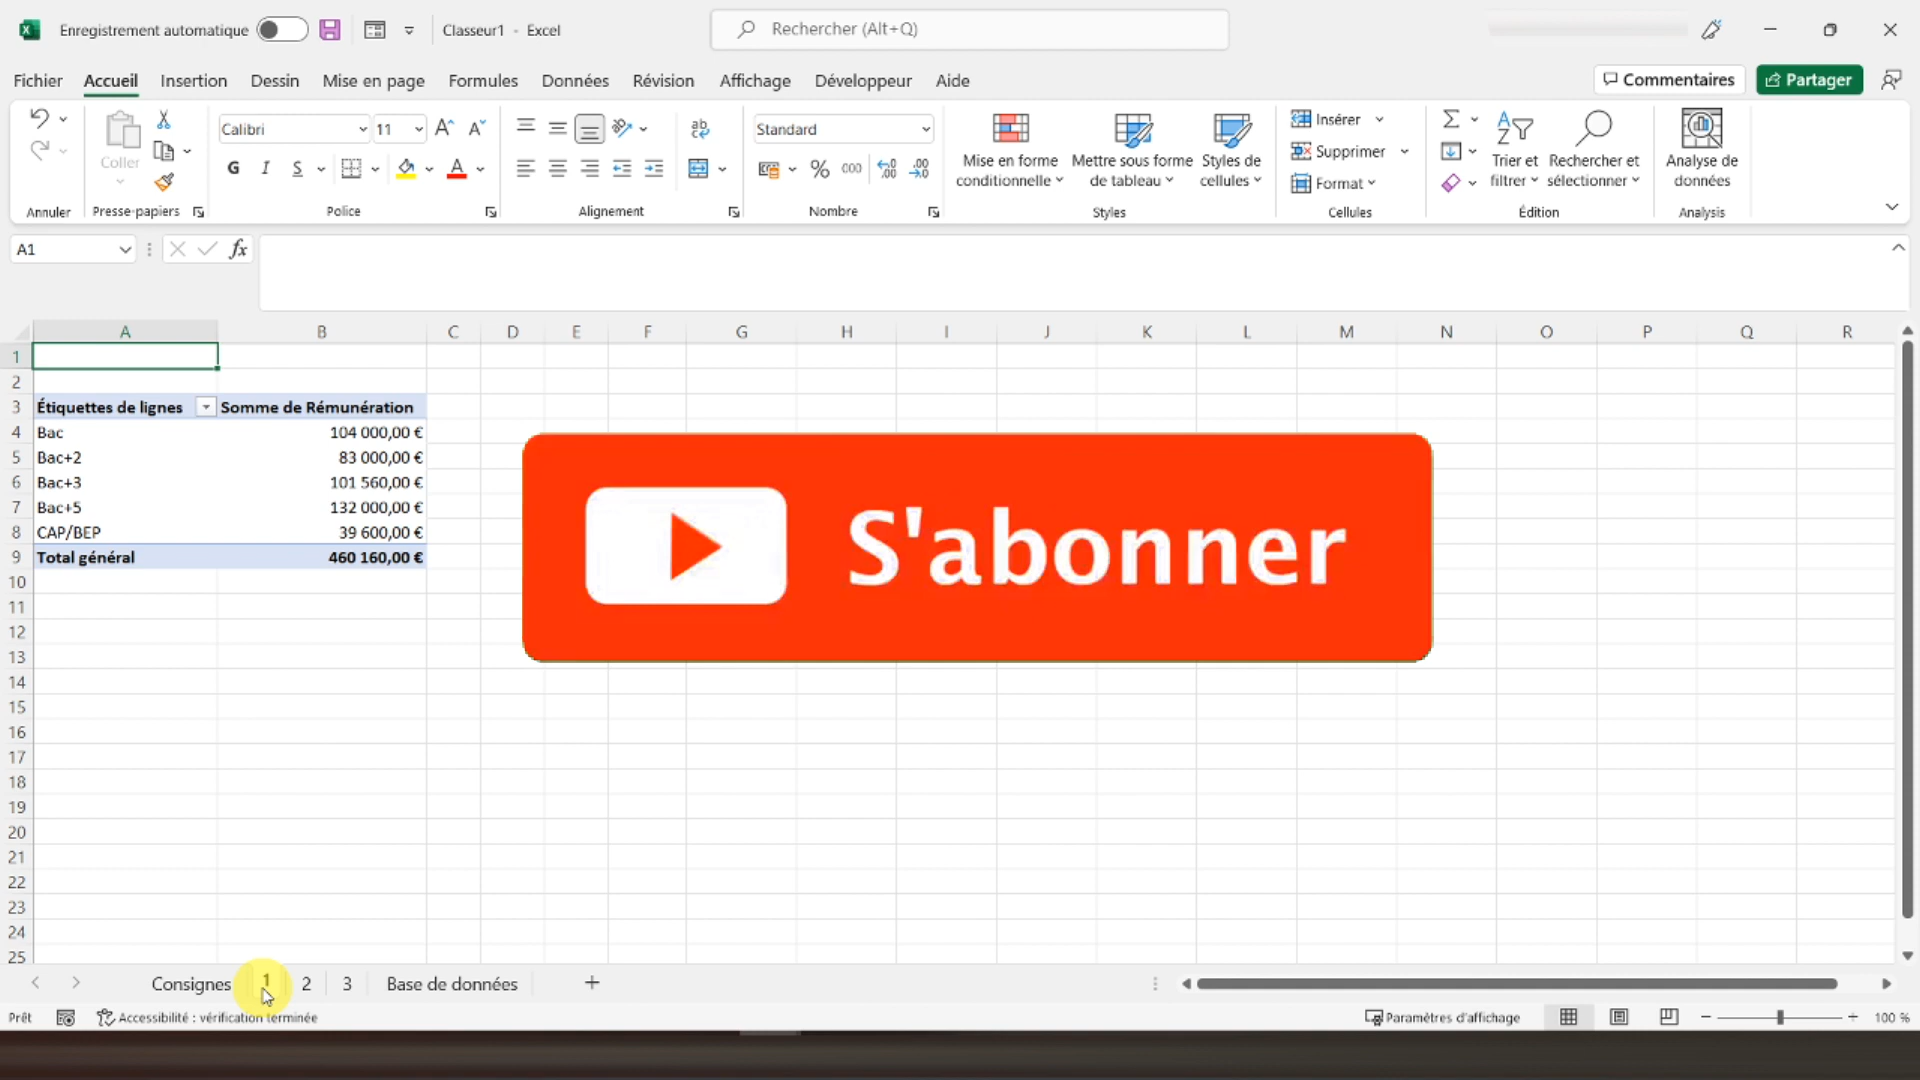 Enregistrement automatique
Classeur1 - Excel
Rechercher (Alt+Q)
Fichier Accueil Insertion Dessin Mise en page Formules Données Révision Affichage Développeur Aide
Commentaires Partager
Coller
Calibri 11
G I S
Standard
% 000
Mise en forme conditionnelle
Mettre sous forme de tableau
Styles de cellules
Insérer
Supprimer
Format
Trier et filtrer
Rechercher et sélectionner
Analyse de données
Annuler Presse-papiers Police Alignement Nombre Styles Cellules Édition Analysis
A1 fx
A B C D E F G H I J K L M N O P Q R
1
2
3 Étiquettes de lignes Somme de Rémunération
4 Bac 104 000,00 €
5 Bac+2 83 000,00 €
6 Bac+3 101 560,00 €
7 Bac+5 132 000,00 €
8 CAP/BEP 39 600,00 €
9 Total général 460 160,00 €
S'abonner
10
11
12
13
14
15
16
17
18
19
20
21
22
23
24
25
Consignes 1 2 3 Base de données
Prêt Accessibilité : vérification terminée Paramètres d'affichage 100 %